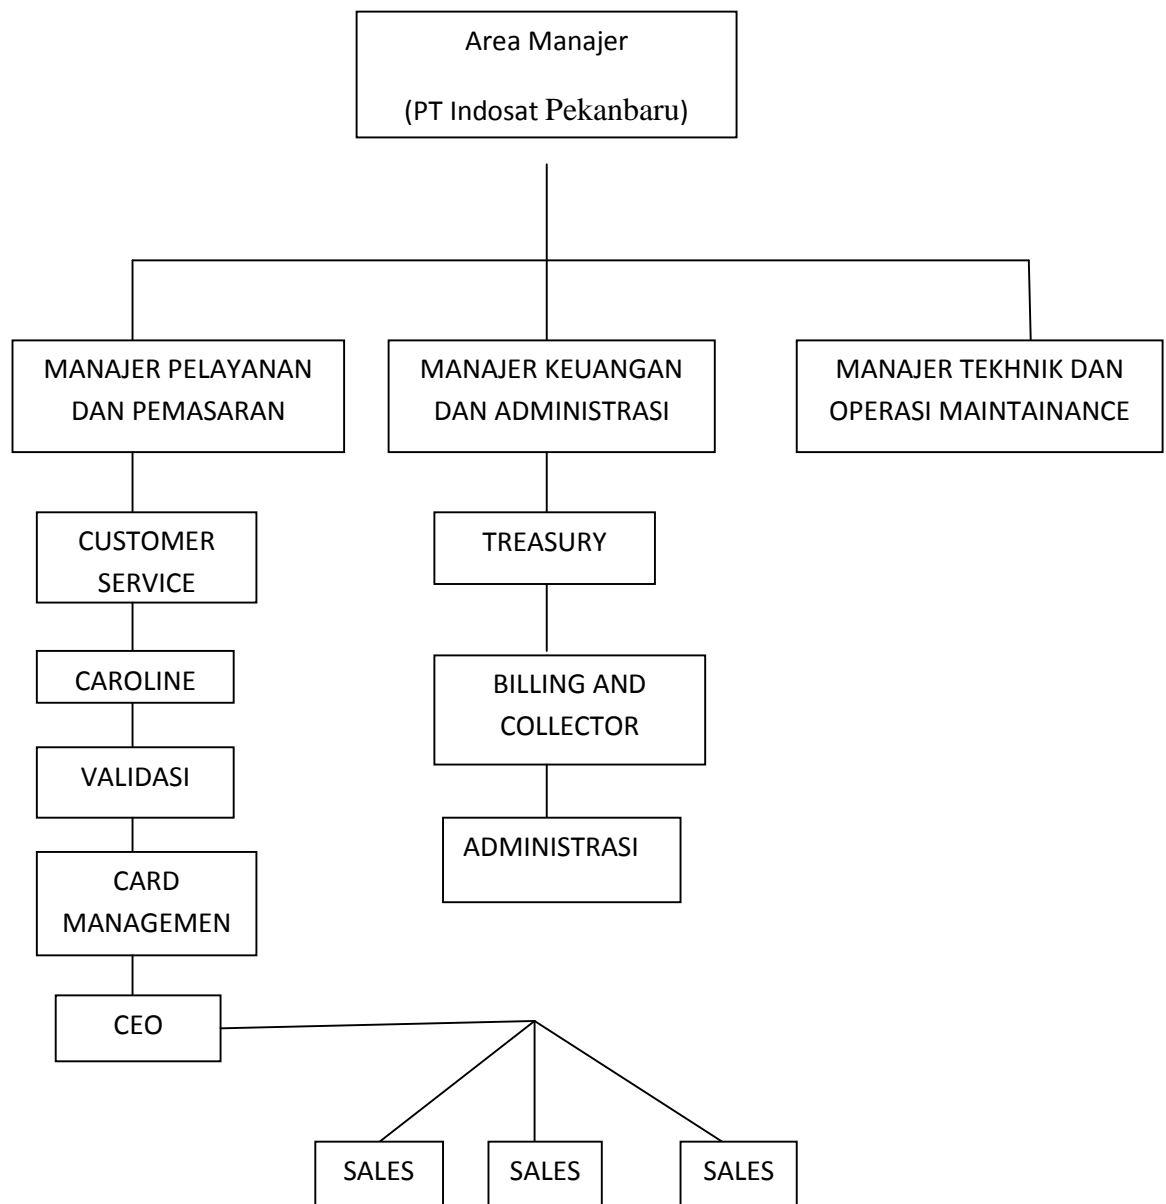 Area Manajer
(PT Indosat Pekanbaru)
MANAJER PELAYANAN
DAN PEMASARAN
MANAJER KEUANGAN
DAN ADMINISTRASI
MANAJER TEKHNIK DAN
OPERASI MAINTAINANCE
CUSTOMER
SERVICE
TREASURY
CAROLINE
BILLING AND
COLLECTOR
VALIDASI
ADMINISTRASI
CARD
MANAGEMEN
CEO
SALES
SALES
SALES